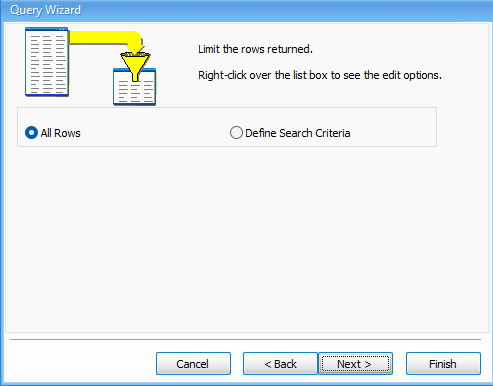 Query Wizard
Limit the rows returned.
Right-click over the list box to see the edit options.
All Rows
Define Search Criteria
Cancel
< Back
Next >
Finish